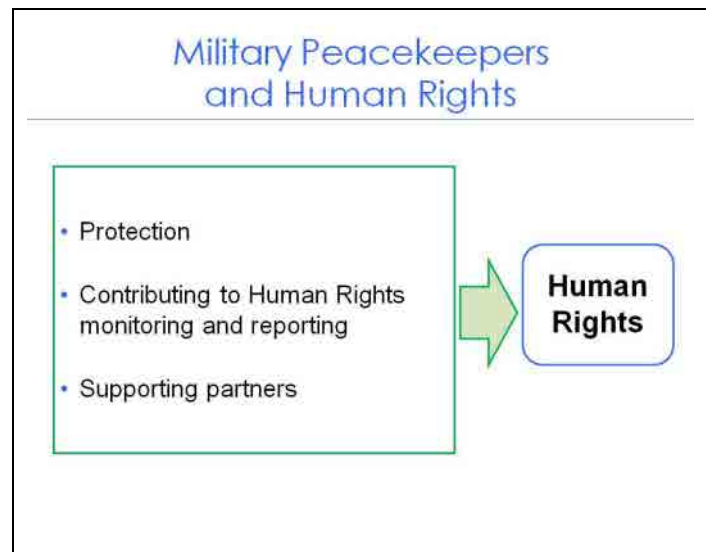 Military Peacekeepers
and Human Rights
• Protection
• Contributing to Human Rights
monitoring and reporting
• Supporting partners
Human
Rights